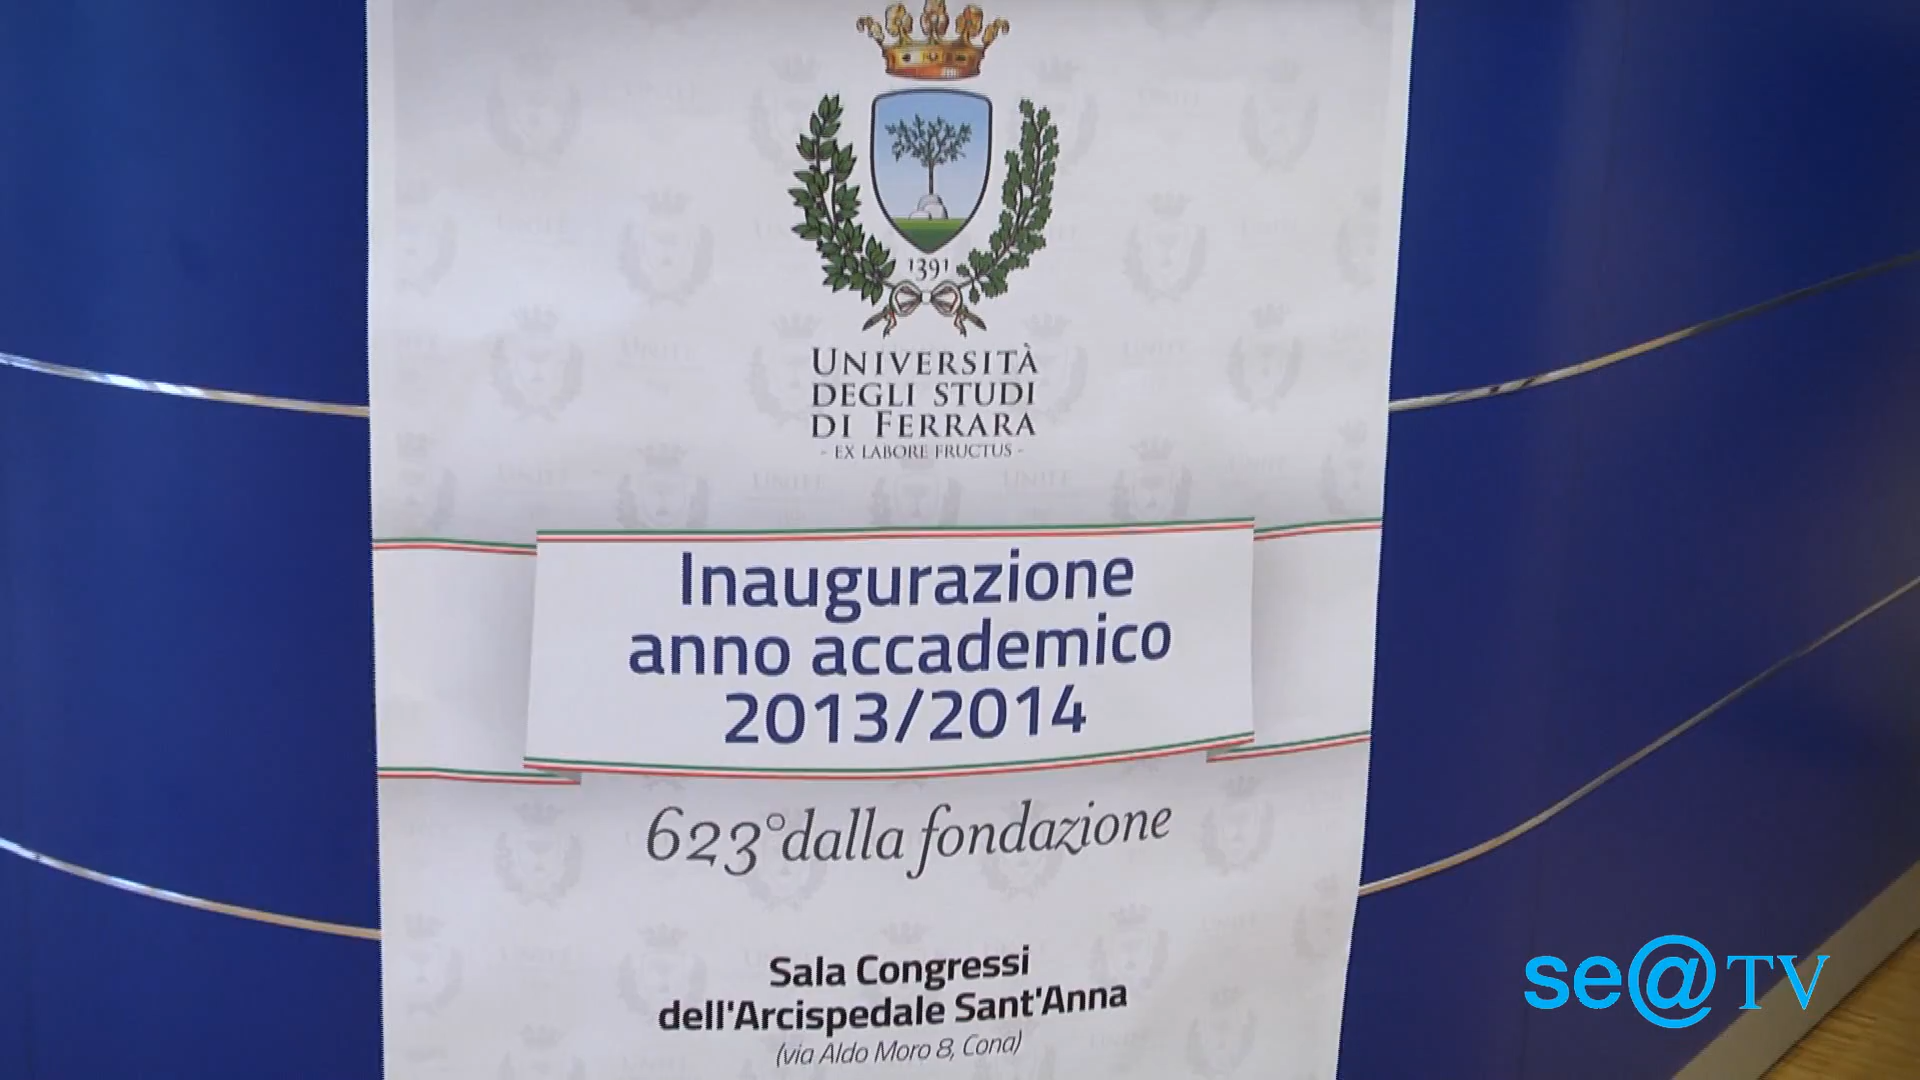 1391
UNIVERSITÀ
DEGLI STUDI
DI FERRARA
- EX LABORE FRUCTUS -
Inaugurazione
anno accademico
2013/2014
623° dalla fondazione
Sala Congressi
dell'Arcispedale Sant'Anna
(via Aldo Moro 8, Cona)
se@TV